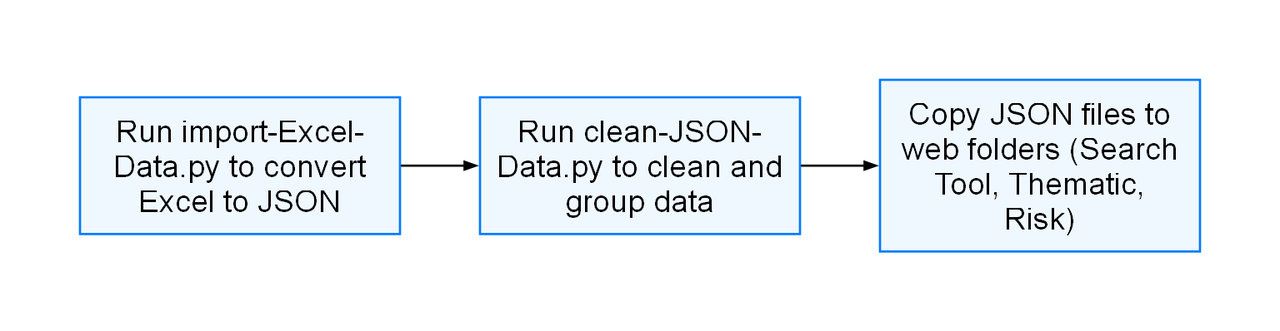 Run import-Excel-
Data.py to convert
Excel to JSON
Run clean-JSON-
Data.py to clean and
group data
Copy JSON files to
web folders (Search
Tool, Thematic,
Risk)